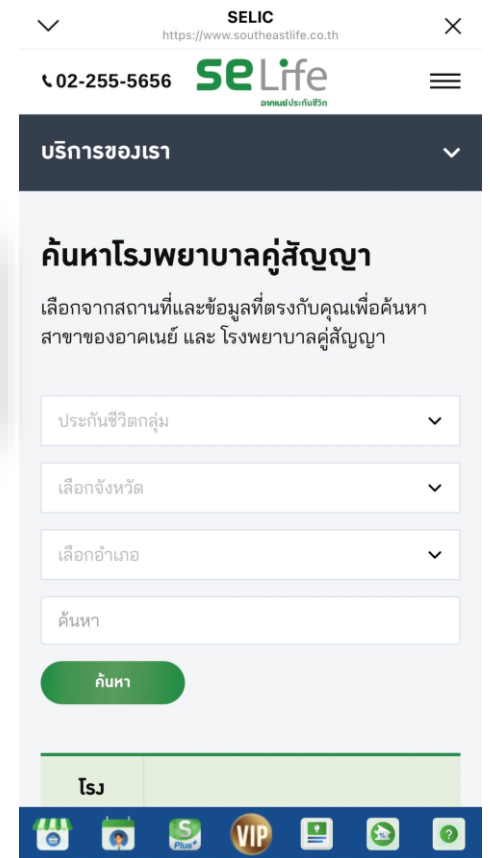 SELIC
https://www.southeastlife.co.th
02-255-5656
se Life
อาคเนย์ประกันชีวิต
บริการของเรา
ค้นหาโรงพยาบาลคู่สัญญา
เลือกจากสถานที่และข้อมูลที่ตรงกับคุณเพื่อค้นหา
สาขาของอาคเนย์ และ โรงพยาบาลคู่สัญญา
ประกันชีวิตกลุ่ม
เลือกจังหวัด
เลือกอำเภอ
ค้นหา
ค้นหา
โรง
S Plus+
VIP
%
?